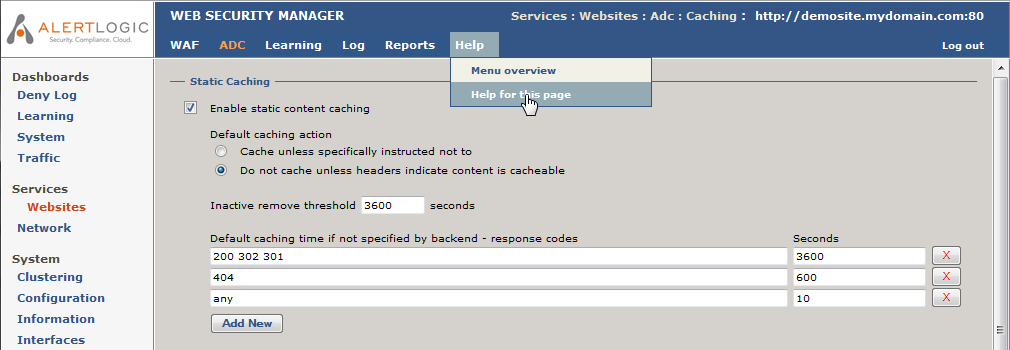 ALERTLOGIC
Security. Compliance. Cloud.
WEB SECURITY MANAGER
Services : Websites : Adc : Caching : http://demosite.mydomain.com:80
WAF ADC Learning Log Reports Help Log out
Menu overview
Help for this page
Dashboards
Deny Log
Learning
System
Traffic
Services
Websites
Network
System
Clustering
Configuration
Information
Interfaces
Static Caching
Enable static content caching
Default caching action
Cache unless specifically instructed not to
Do not cache unless headers indicate content is cacheable
Inactive remove threshold 3600 seconds
Default caching time if not specified by backend - response codes Seconds
200 302 301 3600 X
404 600 X
any 10 X
Add New